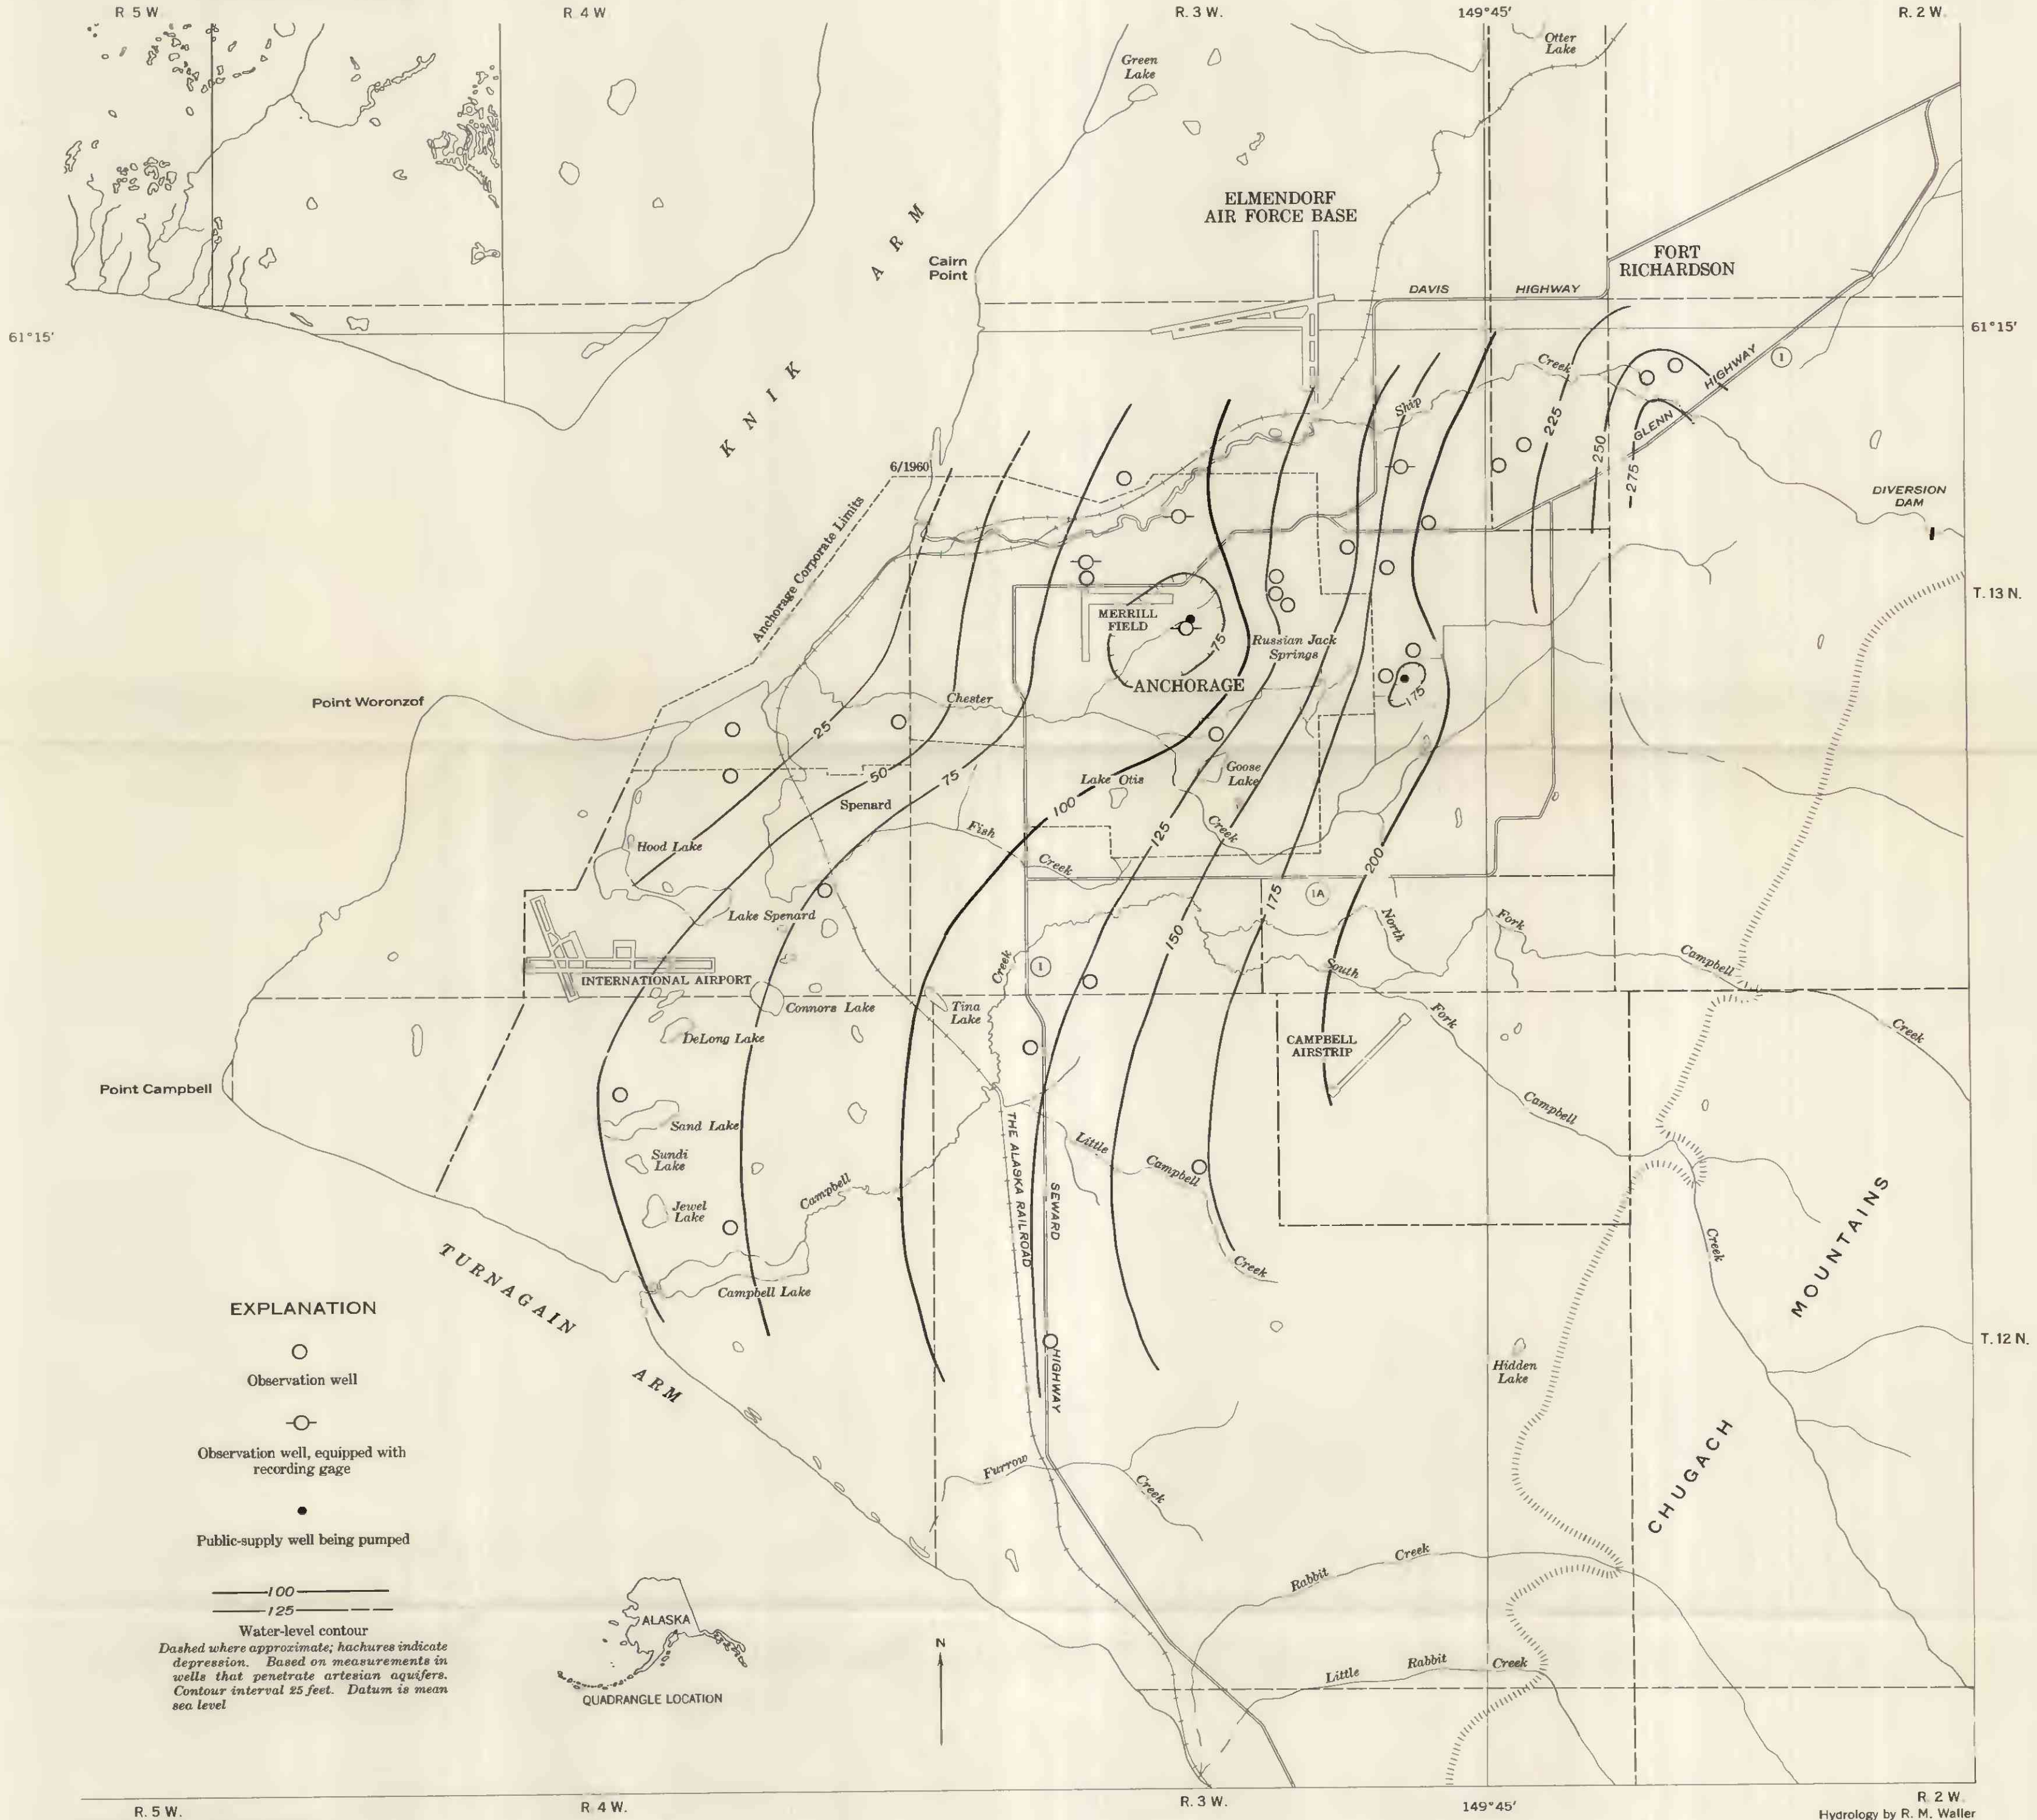 R 5 W
R 4 W
R. 3 W.
149°45'
R. 2 W.
Otter
Lake
Green
Lake
ELMENDORF
AIR FORCE BASE
KNIK ARM
Cairn
Point
FORT
RICHARDSON
DAVIS HIGHWAY
61°15'
61°15'
Creek
Ship
GLENN HIGHWAY
1
225
250
275
6/1960
DIVERSION
DAM
Anchorage Corporate Limits
T. 13 N.
MERRILL
FIELD
75
Russian Jack
Springs
ANCHORAGE
175
Point Woronzof
Chester
25
50
75
Spenard
Lake Otis
Goose
Lake
100
125
Fish
Creek
Creek
Hood Lake
200
175
1A
Lake Spenard
North
Fork
150
Creek
1
South
Campbell
INTERNATIONAL AIRPORT
Connors Lake
Tina
Lake
Fork
Creek
DeLong Lake
CAMPBELL
AIRSTRIP
Point Campbell
Campbell
Sand Lake
THE ALASKA RAILROAD
Little
Campbell
Sundi
Lake
Campbell
SEWARD
Jewel
Lake
Creek
MOUNTAINS
TURNAGAIN
Creek
Campbell Lake
EXPLANATION
Observation well
HIGHWAY
T. 12 N.
Hidden
Lake
ARM
Observation well, equipped with
recording gage
Furrow
Creek
CHUGACH
Public-supply well being pumped
Rabbit Creek
100
125
Water-level contour
Dashed where approximate; hachures indicate
depression. Based on measurements in
wells that penetrate artesian aquifers.
Contour interval 25 feet. Datum is mean
sea level
ALASKA
QUADRANGLE LOCATION
N
Little Rabbit Creek
R. 5 W.
R. 4 W.
R. 3 W.
149°45'
R. 2 W.
Hydrology by R. M. Waller